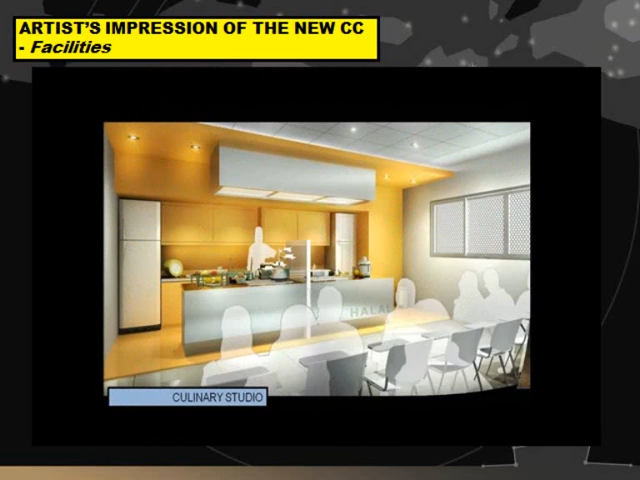 ARTIST'S IMPRESSION OF THE NEW CC
- Facilities
HALAL
CULINARY STUDIO